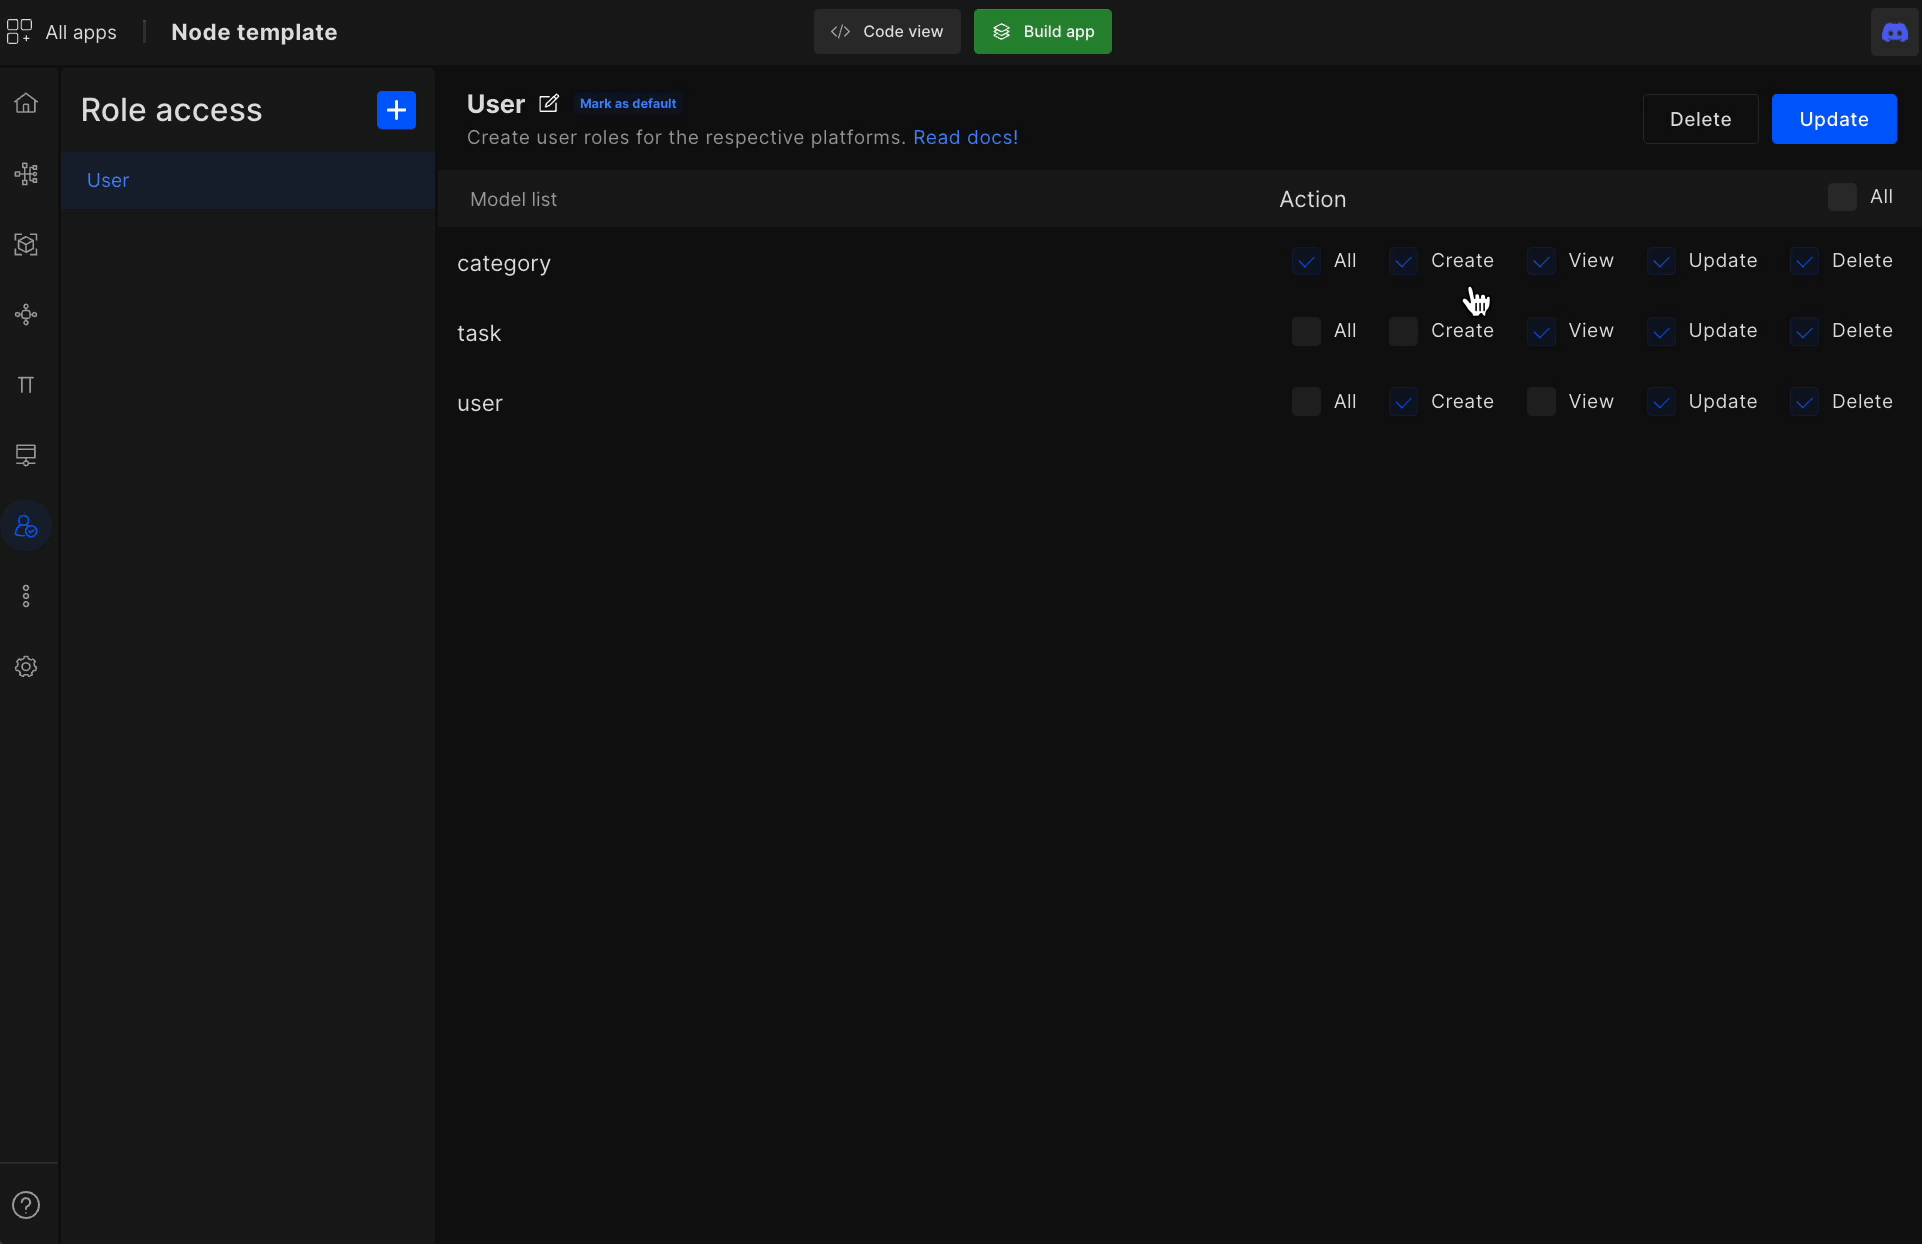 All apps
Node template
</> Code view
Build app
Role access
User
User
Mark as default
Create user roles for the respective platforms. Read docs!
Delete
Update
Model list
Action
All
category
All Create View Update Delete
task
All Create View Update Delete
user
All Create View Update Delete